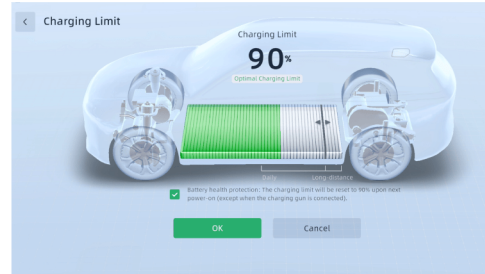 Charging Limit
Charging Limit
90%
Optimal Charging Limit
Daily
Long-distance
Battery health protection: The charging limit will be reset to 90% upon next
power-on (except when the charging gun is connected).
OK
Cancel